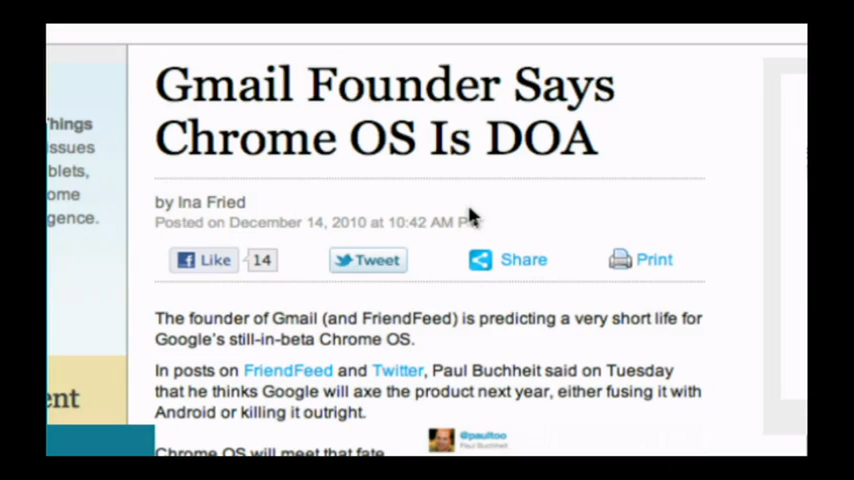 Gmail Founder Says
Chrome OS Is DOA
Things
issues
blets,
ome
gence.
by Ina Fried
Posted on December 14, 2010 at 10:42 AM P
Like 14 Tweet Share Print
The founder of Gmail (and FriendFeed) is predicting a very short life for
Google's still-in-beta Chrome OS.
In posts on FriendFeed and Twitter, Paul Buchheit said on Tuesday
that he thinks Google will axe the product next year, either fusing it with
Android or killing it outright.
ent
@paultoo
Paul Buchheit
Chrome OS will meet that fate